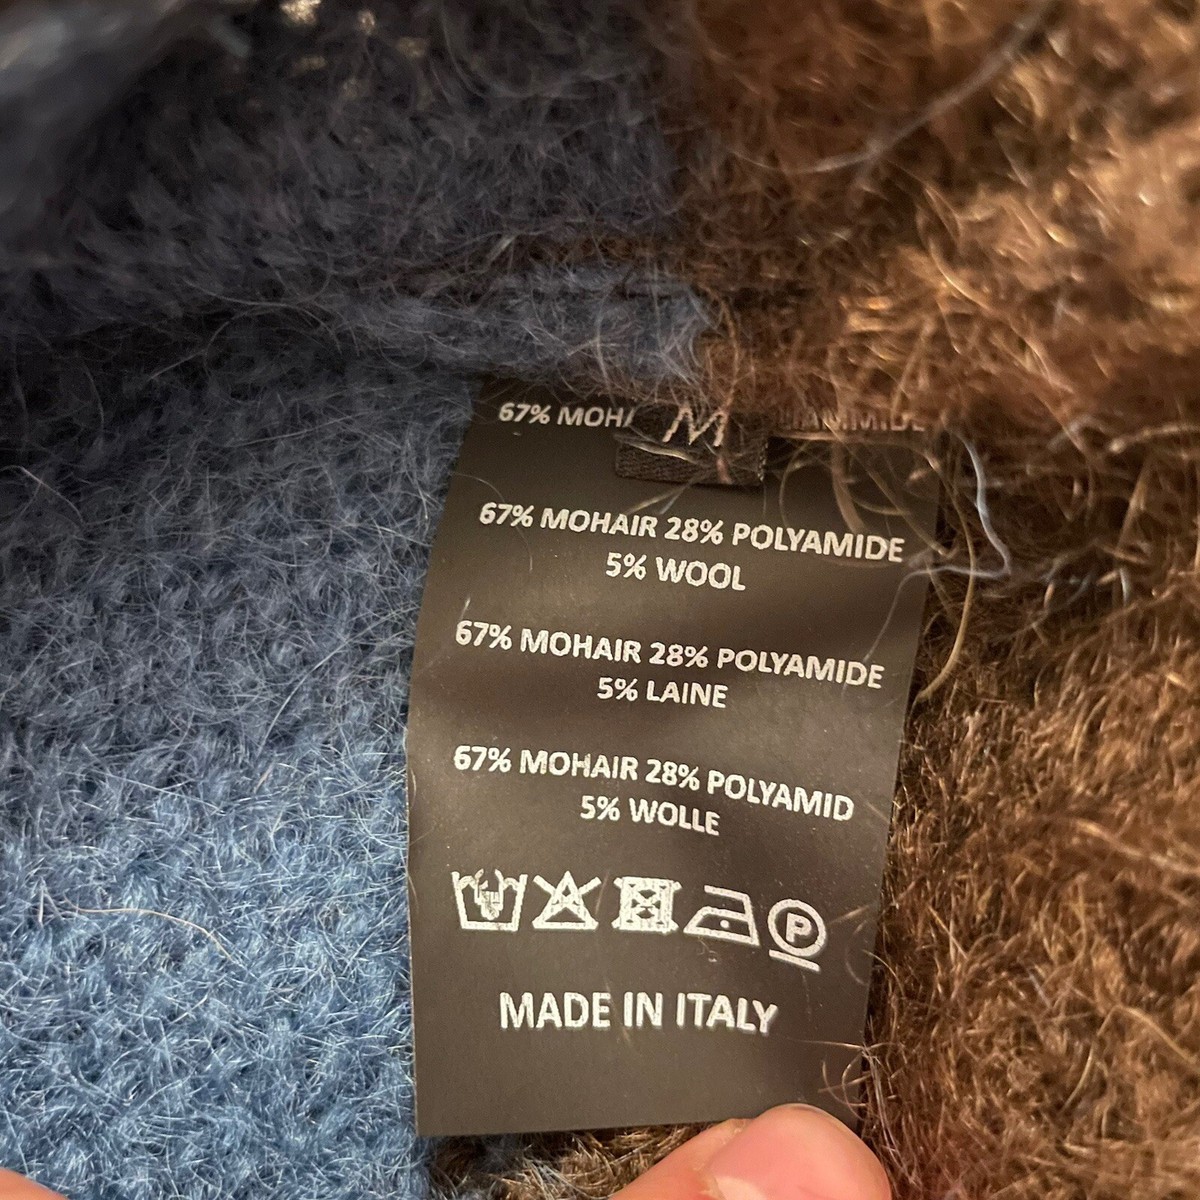 67% MOH
M
67% MOHAIR 28% POLYAMIDE
5% WOOL
67% MOHAIR 28% POLYAMIDE
5% LAINE
67% MOHAIR 28% POLYAMID
5% WOLLE
P
MADE IN ITALY